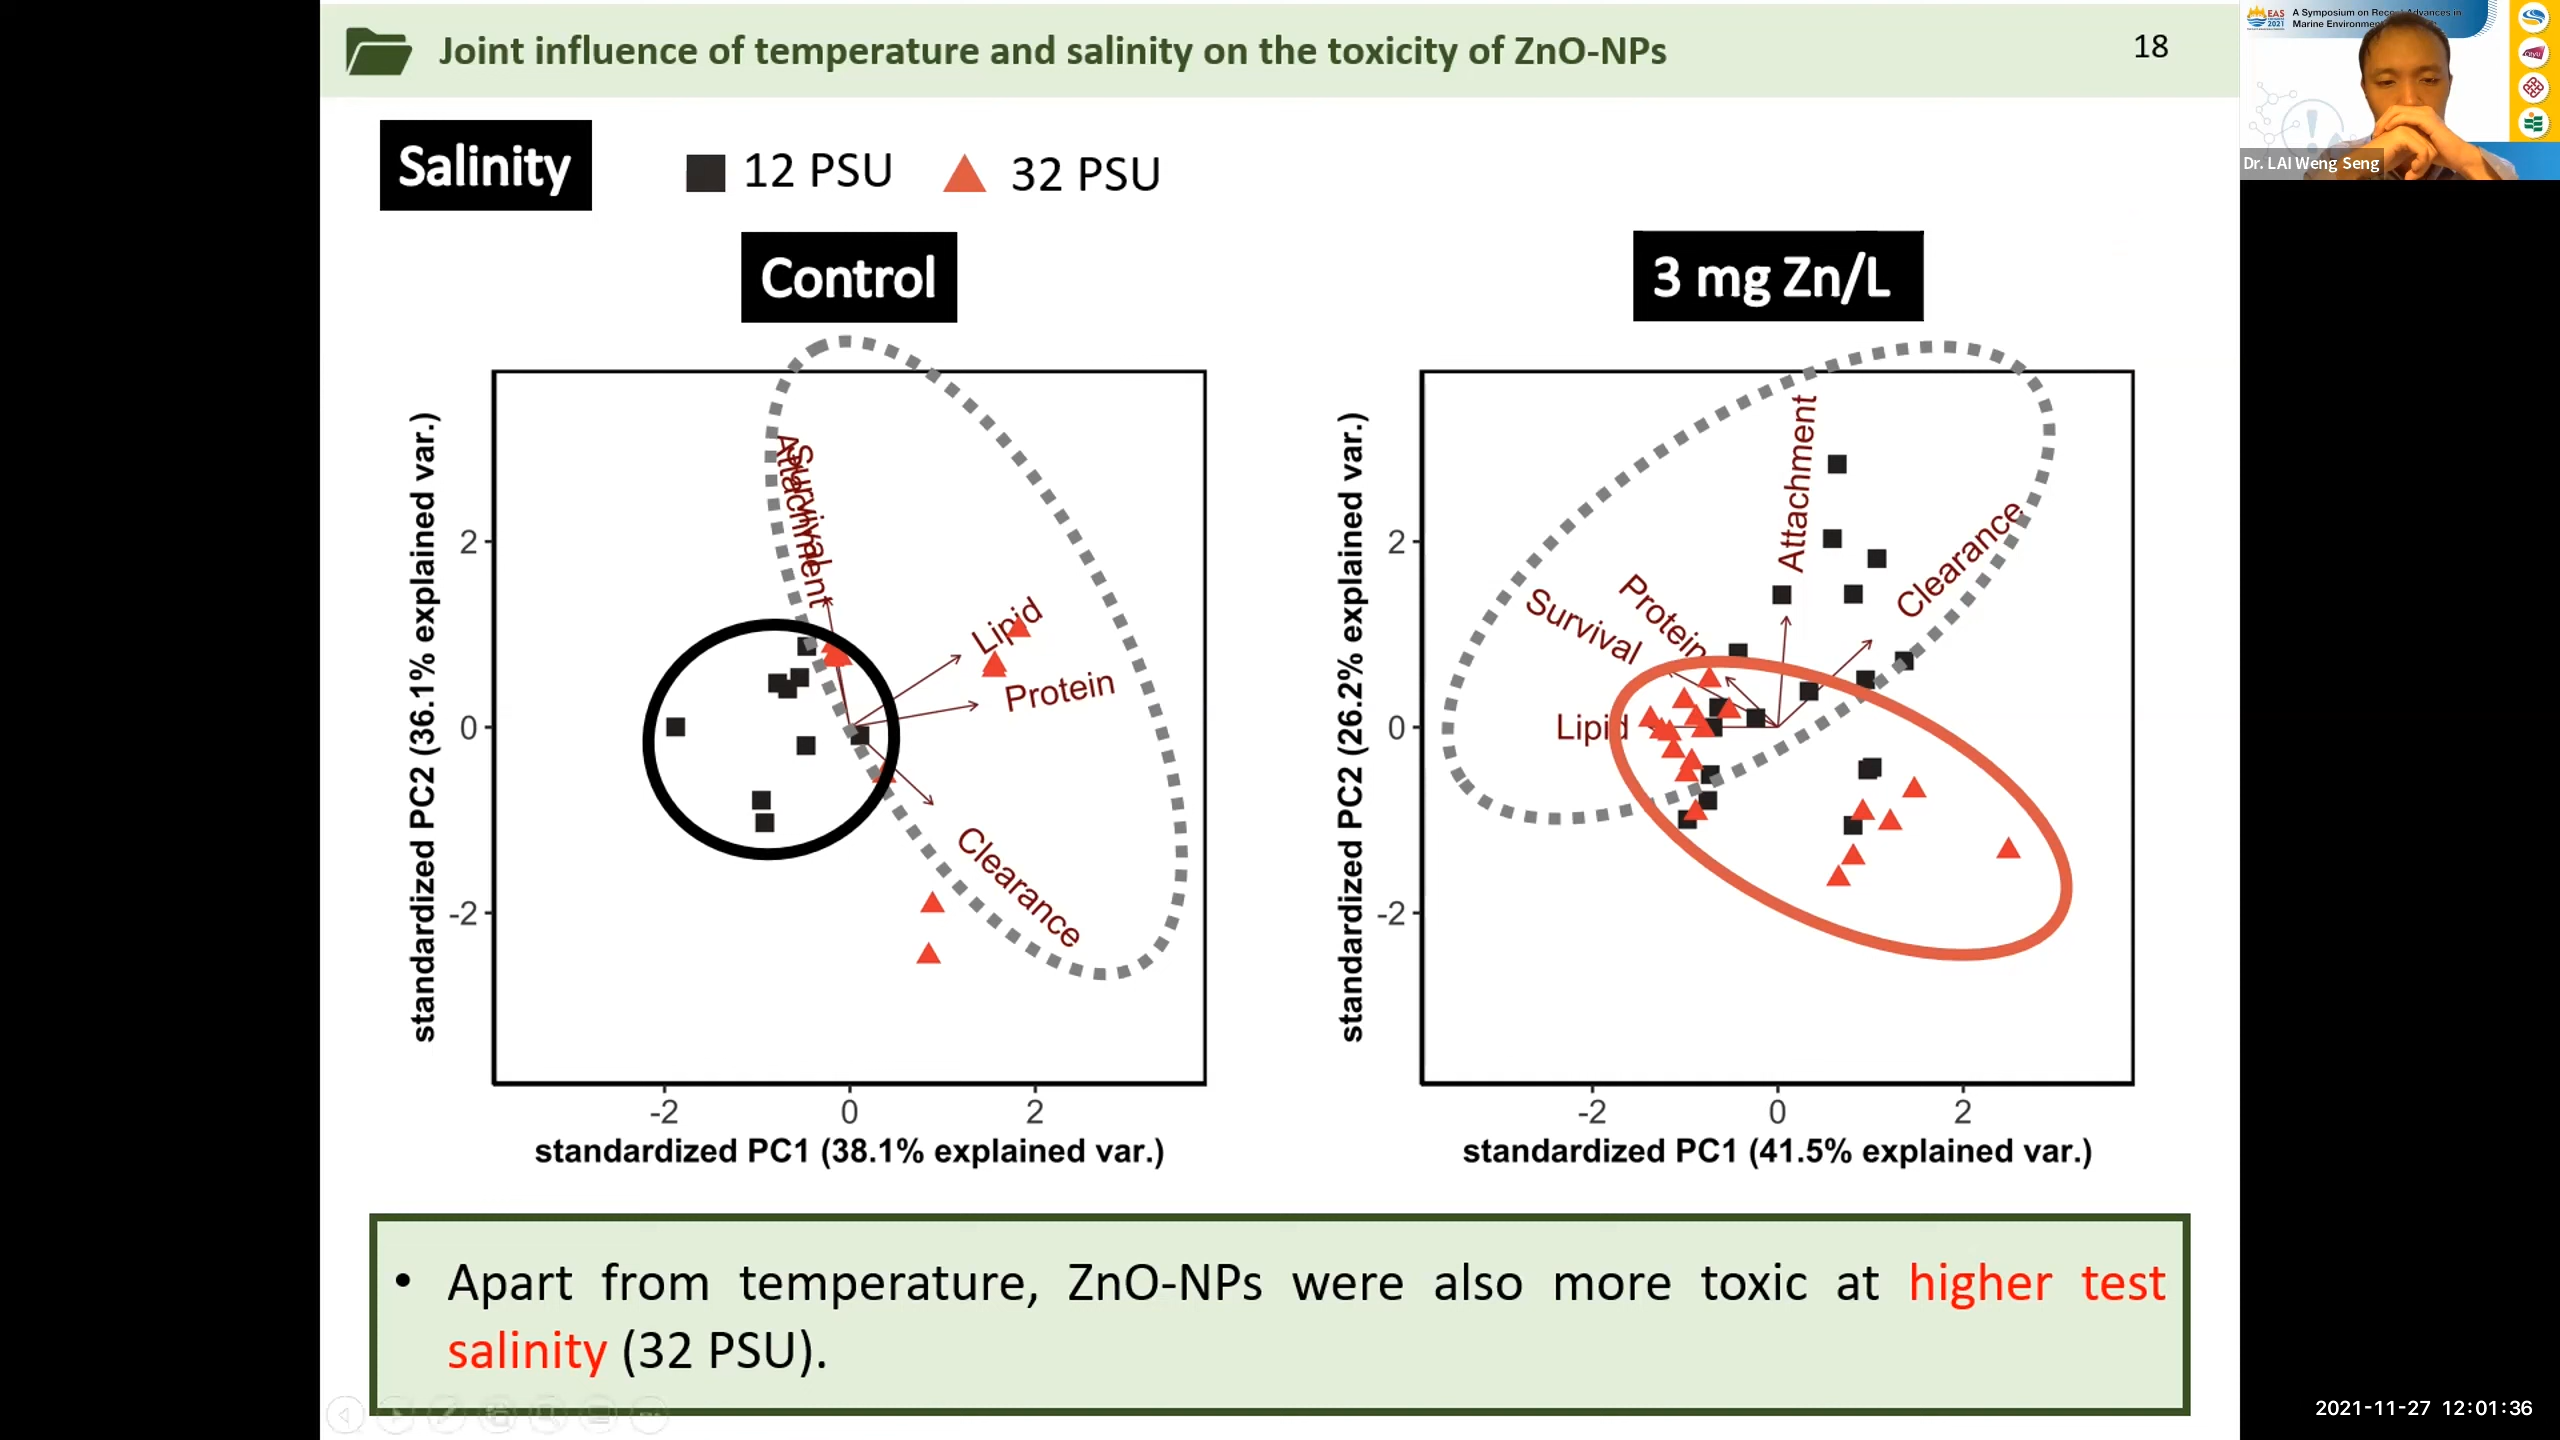 Joint influence of temperature and salinity on the toxicity of ZnO-NPs
18
EAS
2021
A Symposium on Recent Advances in
Marine Environment
Dr. LAI Weng Seng
Salinity
12 PSU
32 PSU
Control
3 mg Zn/L
standardized PC2 (36.1% explained var.)
2
0
-2
Survival
Attachment
Lipid
Protein
Clearance
-2
0
2
standardized PC1 (38.1% explained var.)
standardized PC2 (26.2% explained var.)
2
0
-2
Attachment
Clearance
Protein
Survival
Lipid
-2
0
2
standardized PC1 (41.5% explained var.)
• Apart from temperature, ZnO-NPs were also more toxic at higher test
salinity (32 PSU).
2021-11-27 12:01:36